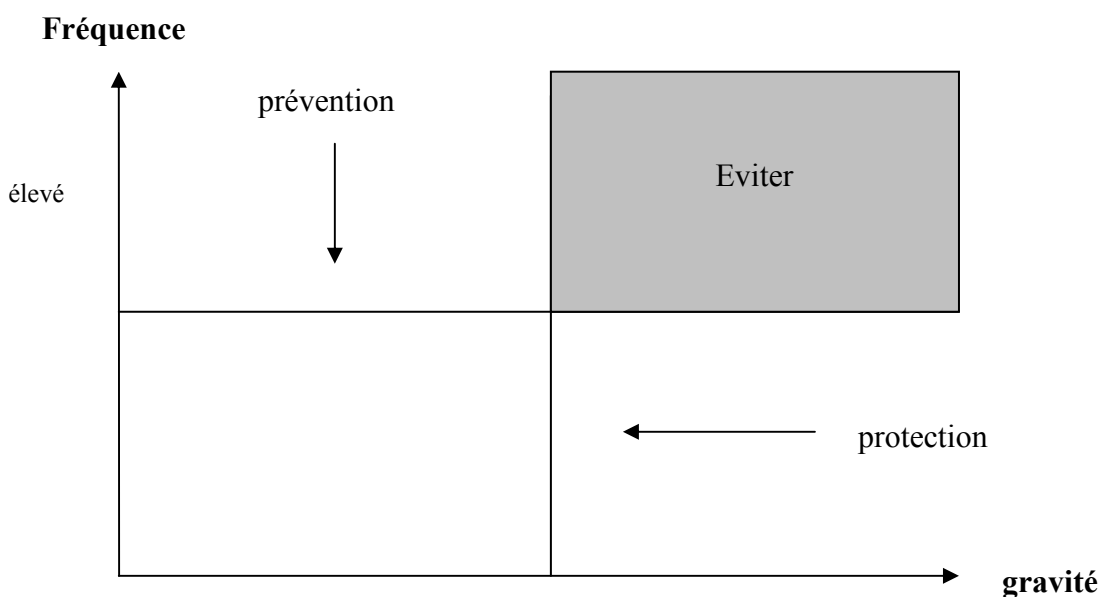 Fréquence
prévention
Eviter
élevé
protection
gravité